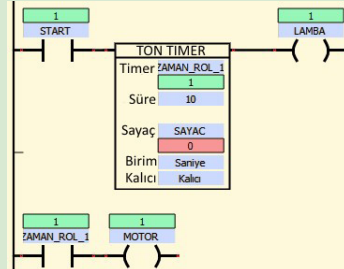 1
START
1
LAMBA
TON TIMER
Timer ZAMAN_ROL_1
1
Süre 10
Sayaç SAYAC
0
Birim Saniye
Kalıcı Kalıcı
1
ZAMAN_ROL_1
1
MOTOR